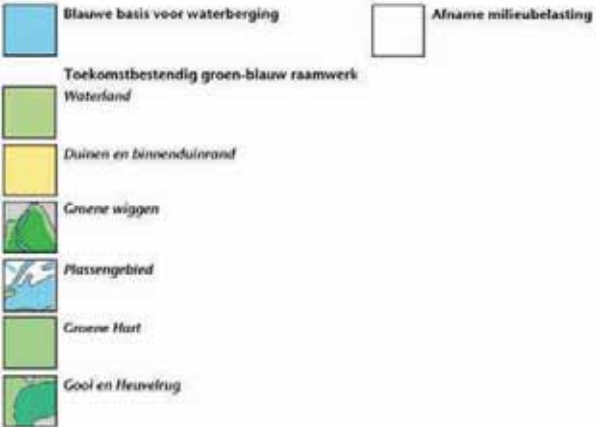 Blauwe basis voor waterberging
Afname milieubelasting
Toekomstbestendig groen-blauw raamwerk
Waterland
Duinen en binnenduinrand
Groene wiggen
Plassengebied
Groene Hart
Gooi en Heuvelrug